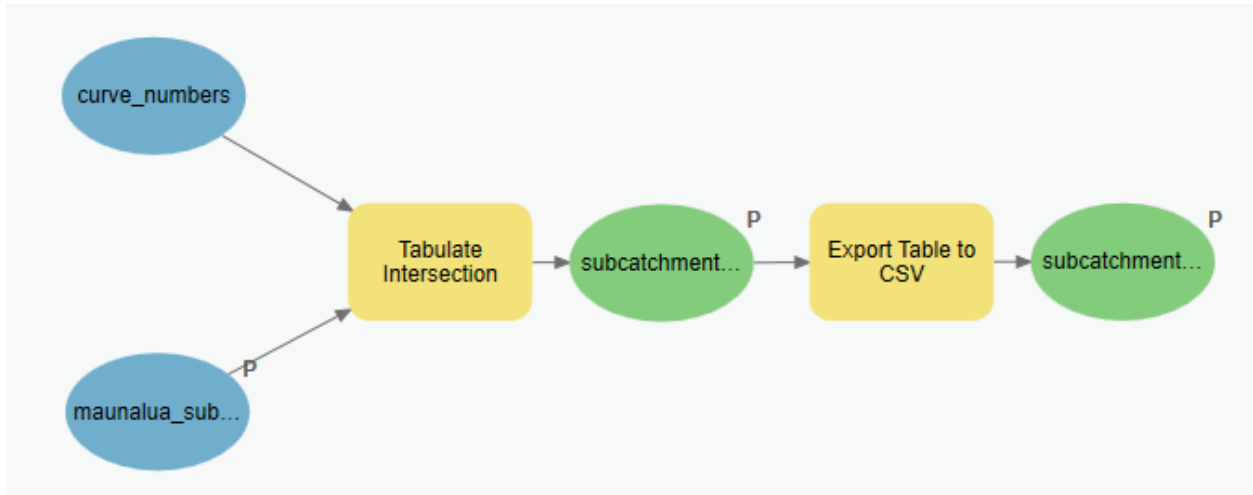 curve_numbers
Tabulate
Intersection
subcatchment...
P
Export Table to
CSV
subcatchment...
P
maunalua_sub...
P